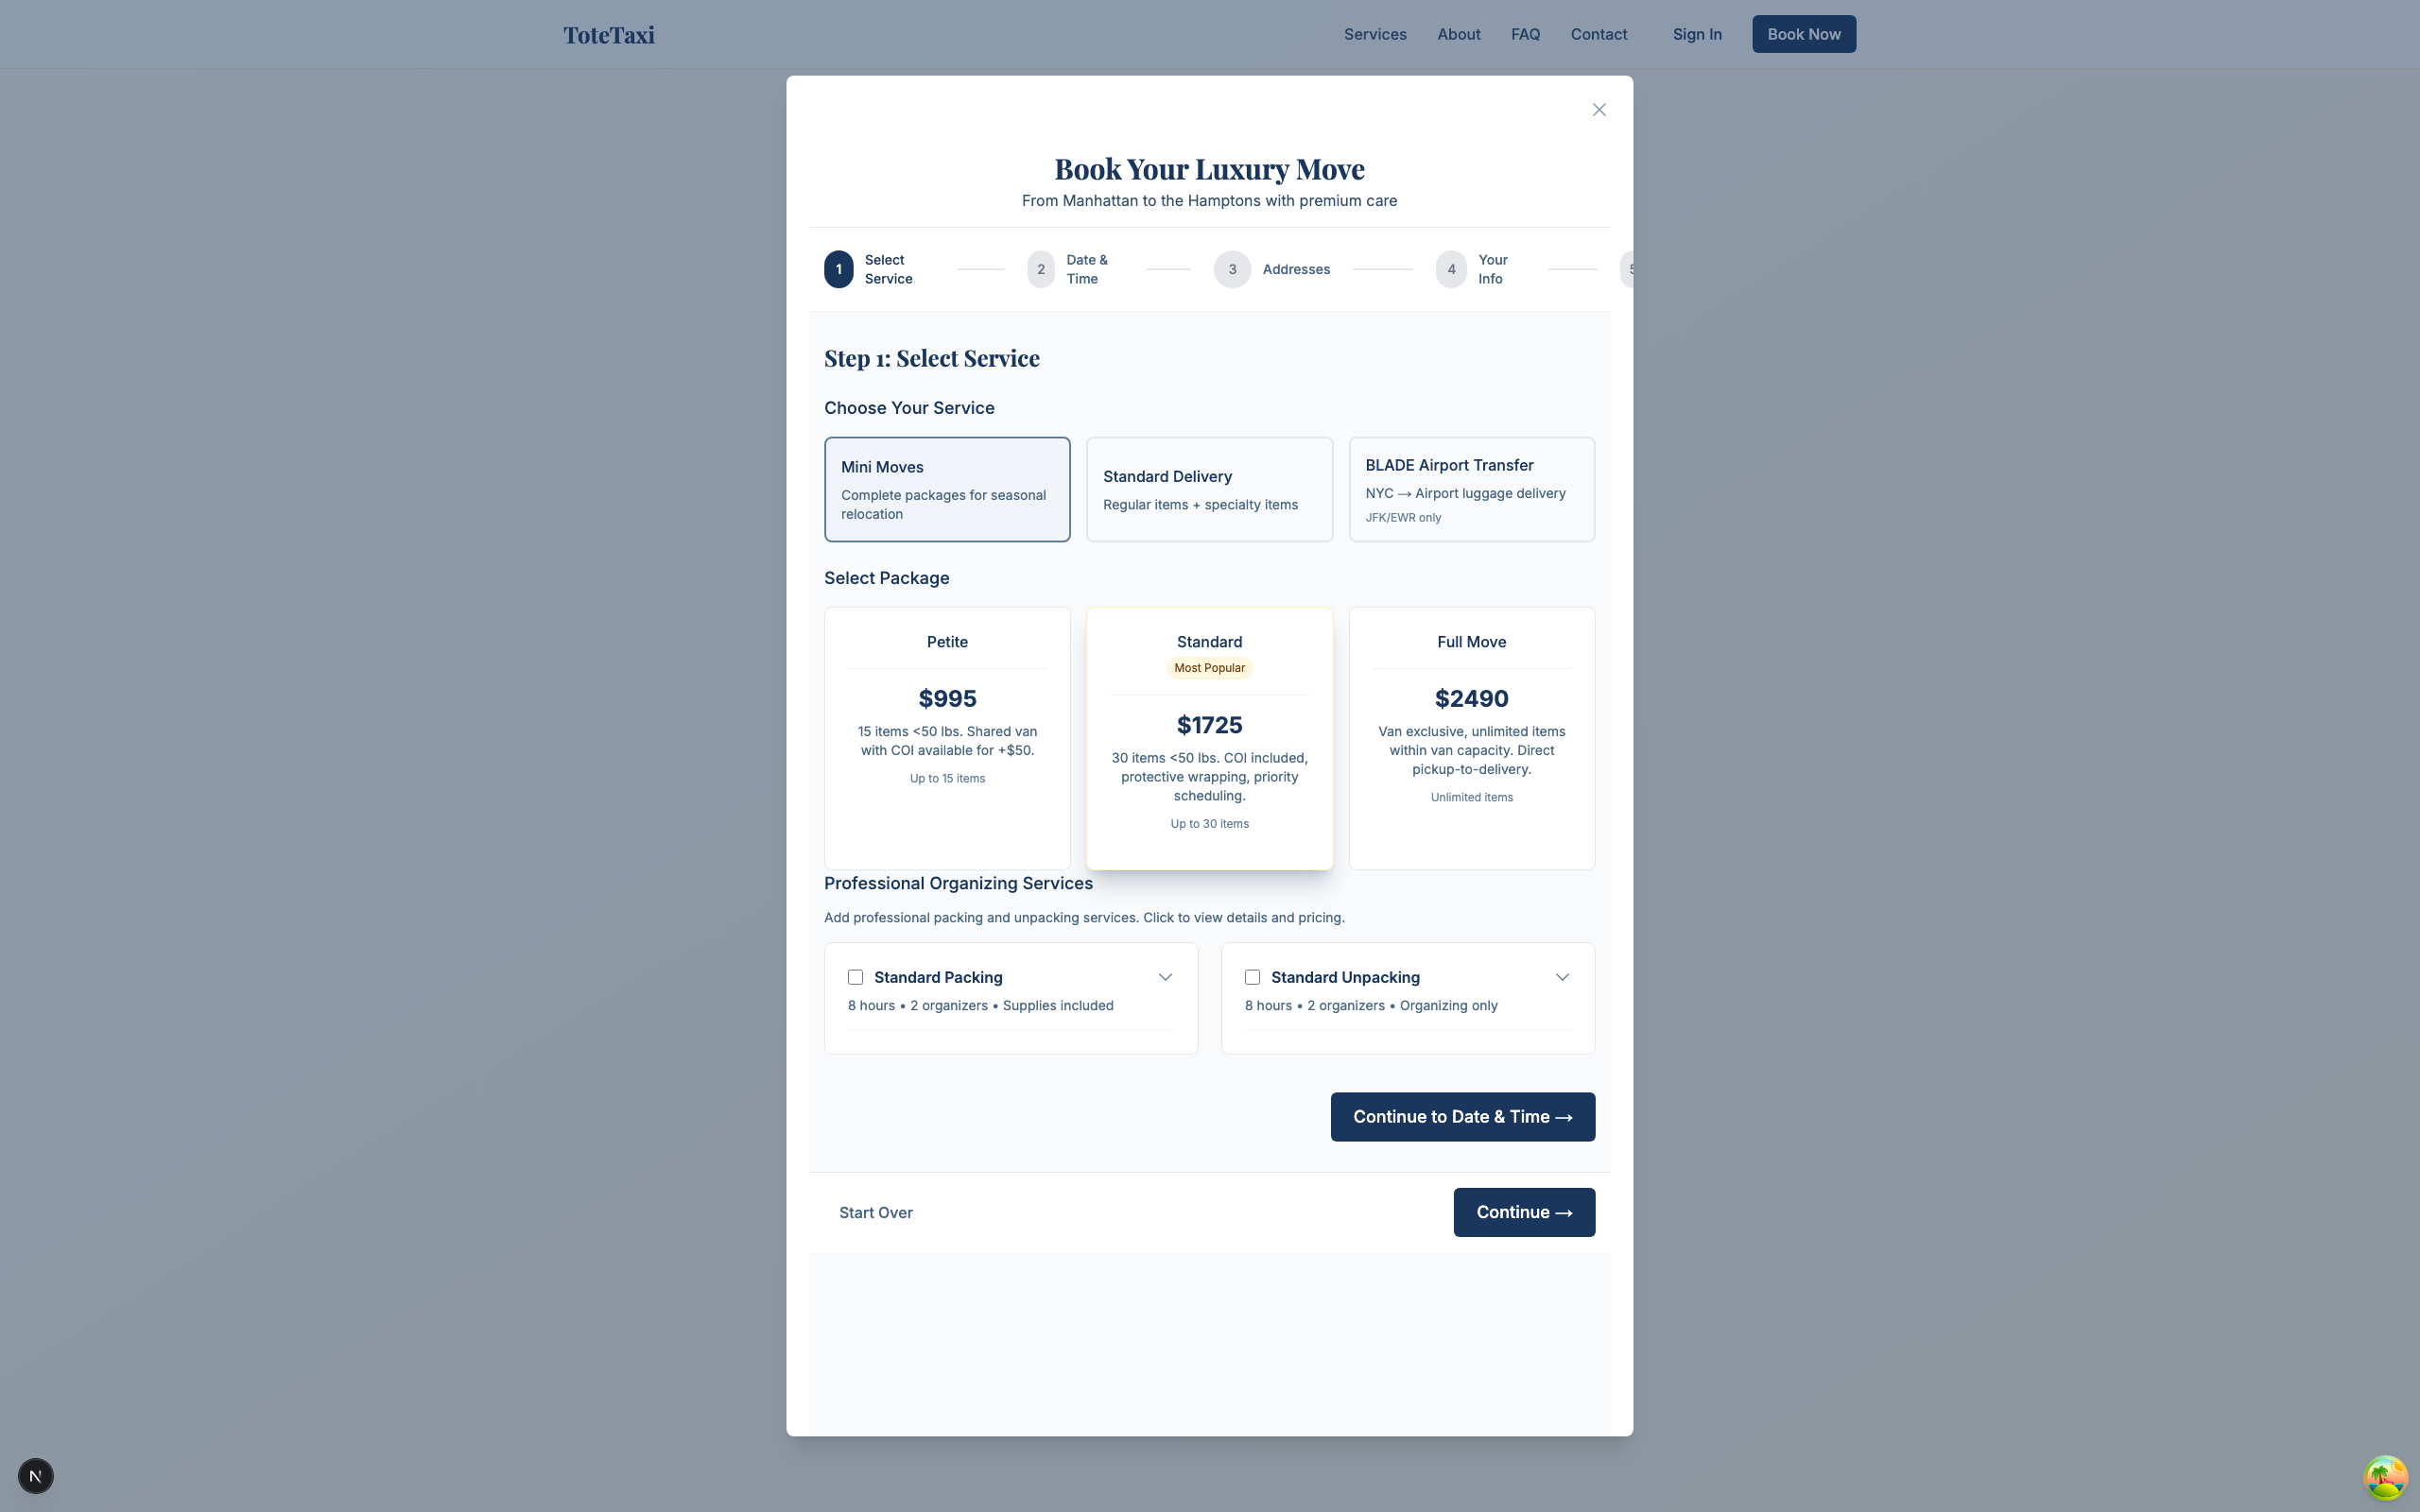 ToteTaxi
Services
About
FAQ
Contact
Sign In
Book Now
Book Your Luxury Move
From Manhattan to the Hamptons with premium care
1
Select
Service
2
Date &
Time
3
Addresses
4
Your
Info
5
Step 1: Select Service
Choose Your Service
Mini Moves
Complete packages for seasonal
relocation
Standard Delivery
Regular items + specialty items
BLADE Airport Transfer
NYC → Airport luggage delivery
JFK/EWR only
Select Package
Petite
$995
15 items <50 lbs. Shared van
with COI available for +$50.
Up to 15 items
Standard
Most Popular
$1725
30 items <50 lbs. COI included,
protective wrapping, priority
scheduling.
Up to 30 items
Full Move
$2490
Van exclusive, unlimited items
within van capacity. Direct
pickup-to-delivery.
Unlimited items
Professional Organizing Services
Add professional packing and unpacking services. Click to view details and pricing.
Standard Packing
8 hours • 2 organizers • Supplies included
Standard Unpacking
8 hours • 2 organizers • Organizing only
Continue to Date & Time →
Start Over
Continue →
N